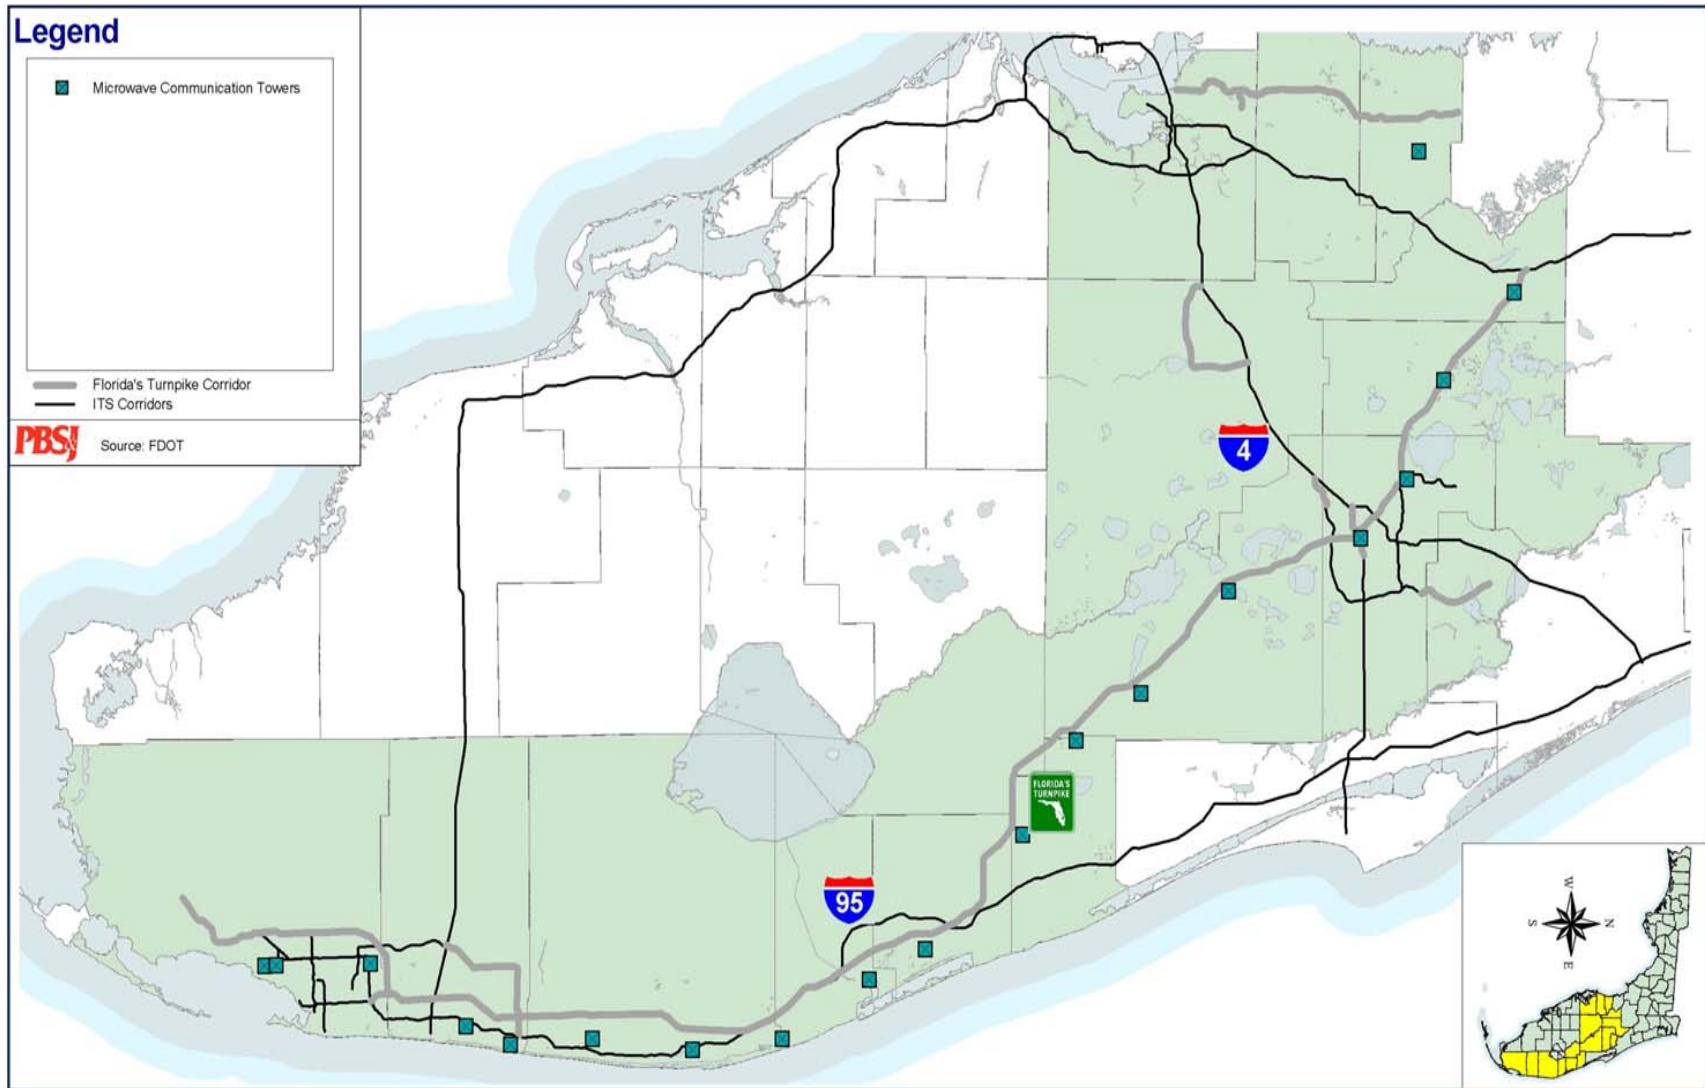 Legend
Microwave Communication Towers
Florida's Turnpike Corridor
ITS Corridors
PBSJ
Source: FDOT
4
FLORIDA'S
TURNPIKE
95
W
S
N
E